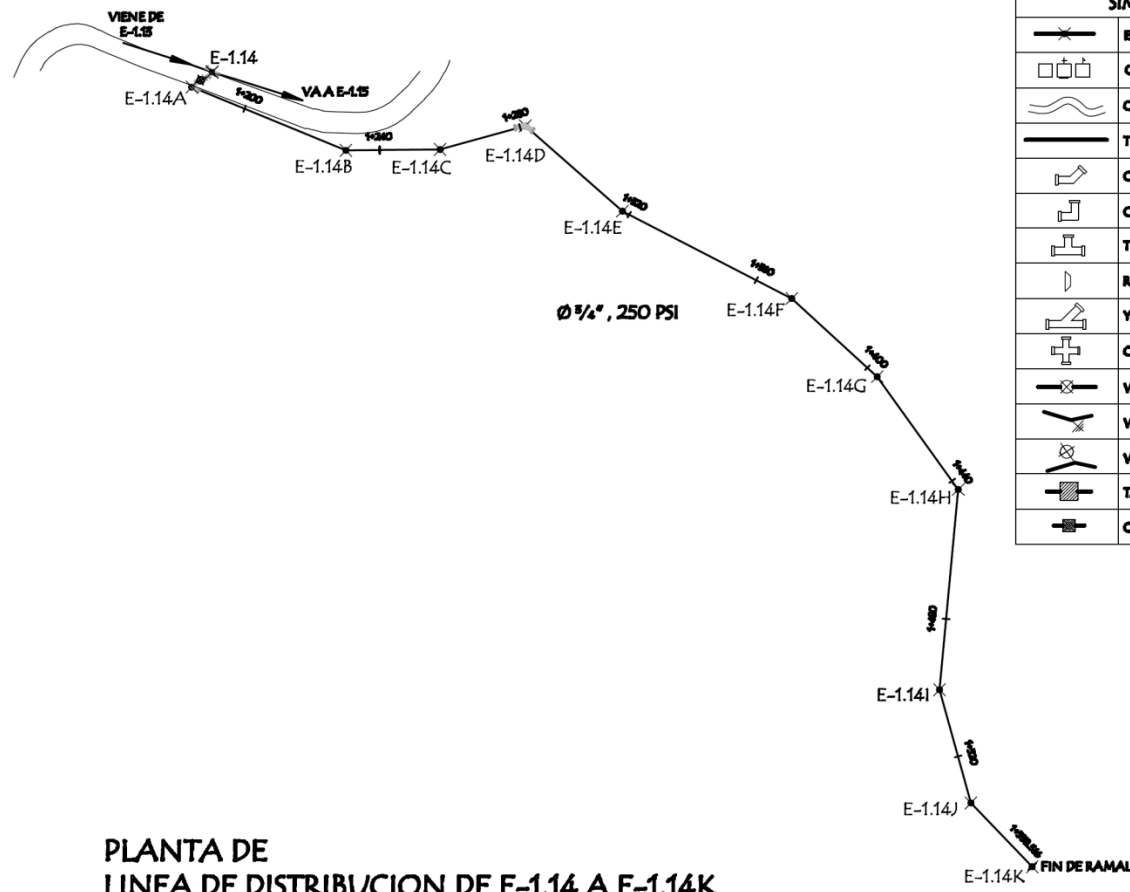 VIENE DE
E-1.13
E-1.14
VA A E-1.15
E-1.14A
1+200
E-1.14B
1+240
E-1.14C
1+280
E-1.14D
E-1.14E
1+320
1+360
E-1.14F
Ø 3/4" , 250 PSI
1+400
E-1.14G
1+440
E-1.14H
1+480
E-1.14I
1+520
E-1.14J
E-1.14K
FIN DE RAMAL
PLANTA DE
LINEA DE DISTRIBUCION DE E-1.14 A E-1.14K